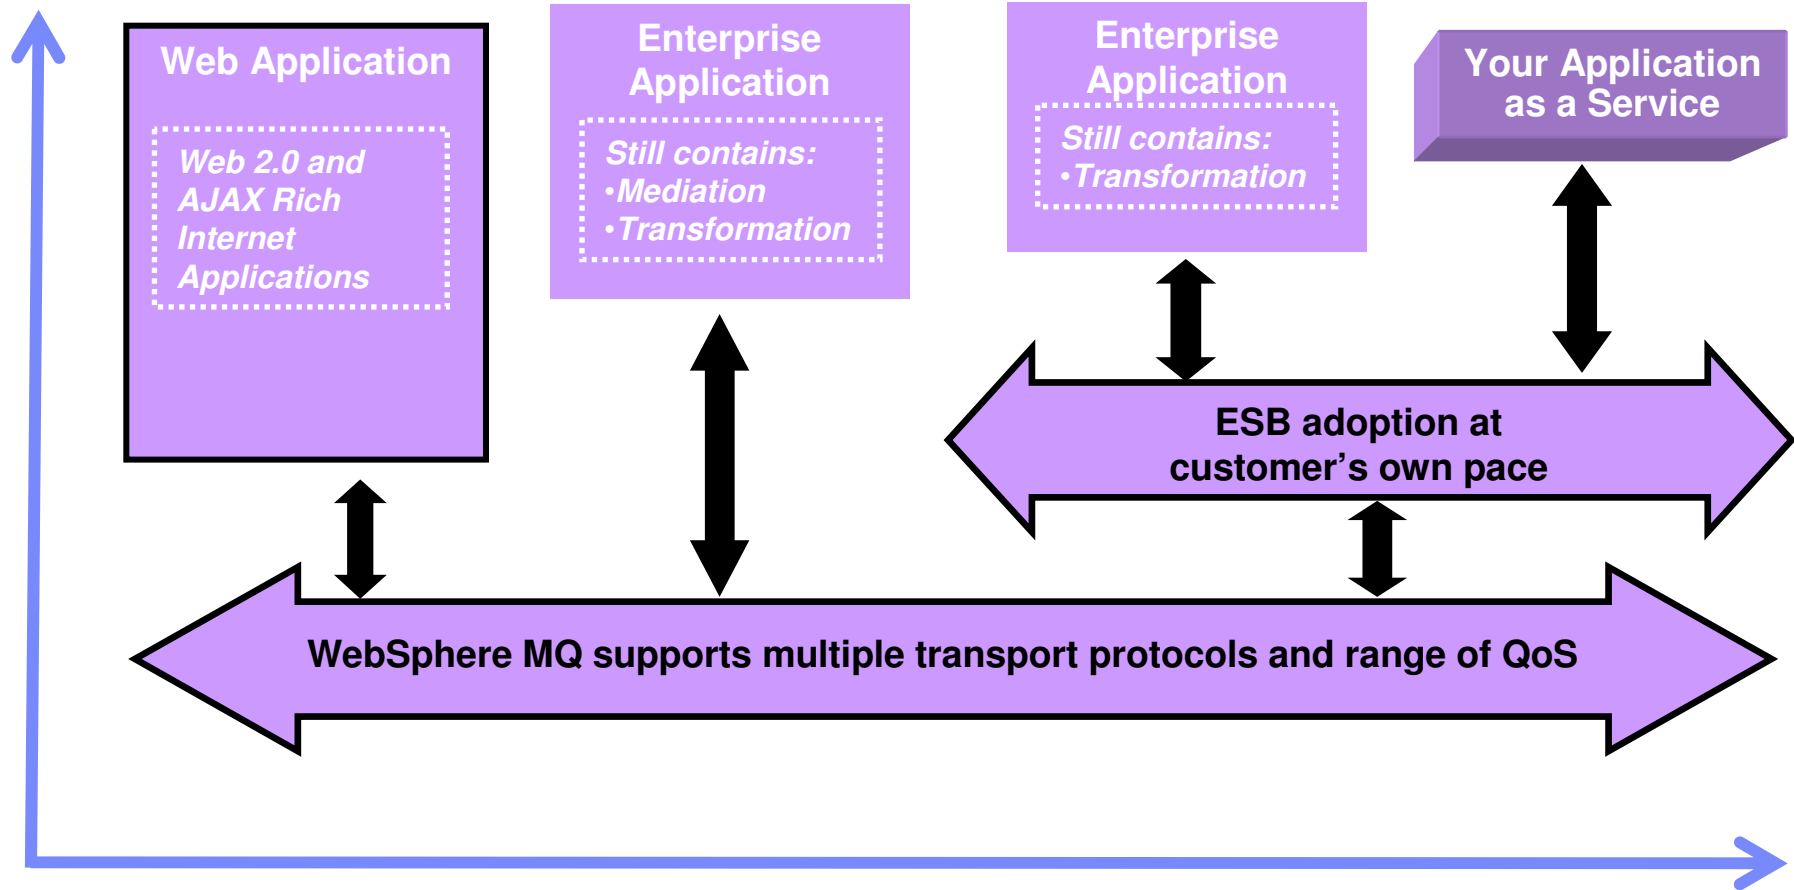 Web Application
Web 2.0 and
AJAX Rich
Internet
Applications
Enterprise
Application
Still contains:
•Mediation
•Transformation
Enterprise
Application
Still contains:
•Transformation
Your Application
as a Service
ESB adoption at
customer’s own pace
WebSphere MQ supports multiple transport protocols and range of QoS